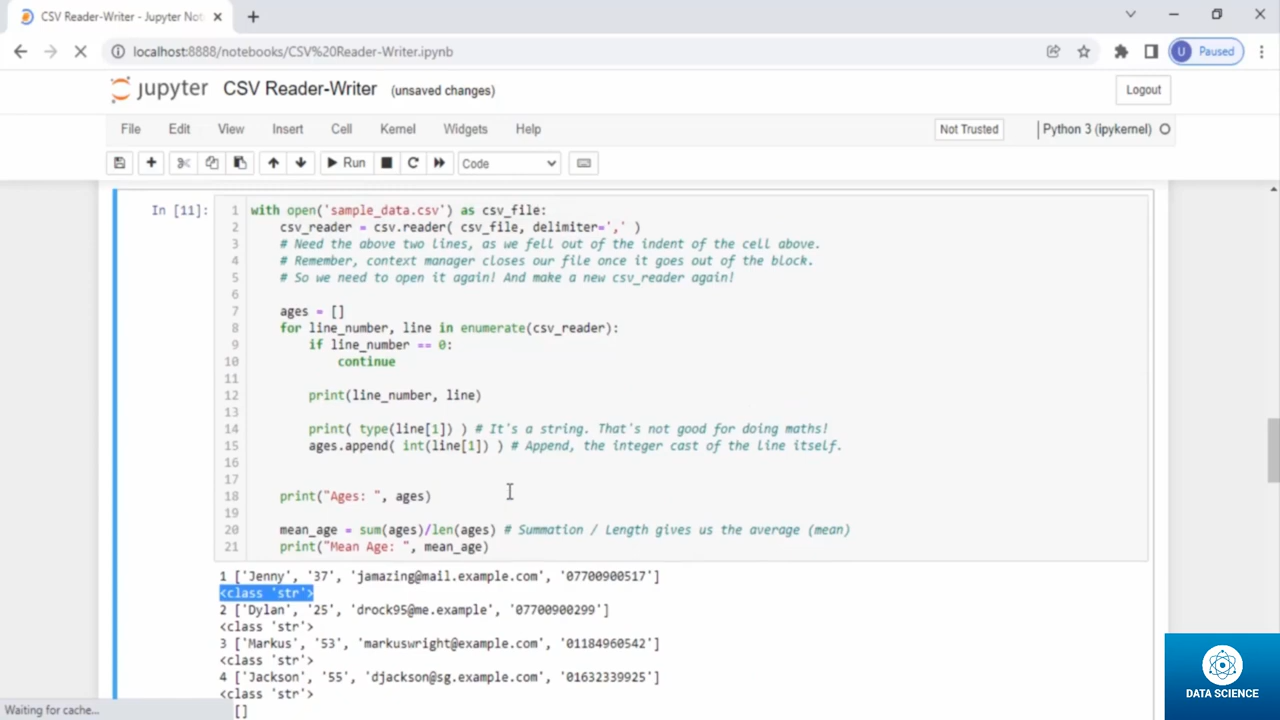 CSV Reader-Writer - Jupyter Not
localhost:8888/notebooks/CSV%20Reader-Writer.ipynb
U Paused
jupyter CSV Reader-Writer (unsaved changes)
Logout
File Edit View Insert Cell Kernel Widgets Help
Not Trusted
Python 3 (ipykernel)
Run
Code
In [11]:
1 with open('sample_data.csv') as csv_file:
2     csv_reader = csv.reader( csv_file, delimiter=',' )
3     # Need the above two lines, as we fell out of the indent of the cell above.
4     # Remember, context manager closes our file once it goes out of the block.
5     # So we need to open it again! And make a new csv_reader again!
6
7     ages = []
8     for line_number, line in enumerate(csv_reader):
9         if line_number == 0:
10             continue
11
12         print(line_number, line)
13
14         print( type(line[1]) ) # It's a string. That's not good for doing maths!
15         ages.append( int(line[1]) ) # Append, the integer cast of the line itself.
16
17
18     print("Ages: ", ages)
19
20     mean_age = sum(ages)/len(ages) # Summation / Length gives us the average (mean)
21     print("Mean Age: ", mean_age)
1 ['Jenny', '37', 'jamazing@mail.example.com', '07700900517']
<class 'str'>
2 ['Dylan', '25', 'drock95@me.example', '07700900299']
<class 'str'>
3 ['Markus', '53', 'markuswright@example.com', '01184960542']
<class 'str'>
4 ['Jackson', '55', 'djackson@sg.example.com', '01632339925']
<class 'str'>
[]
Waiting for cache...
DATA SCIENCE